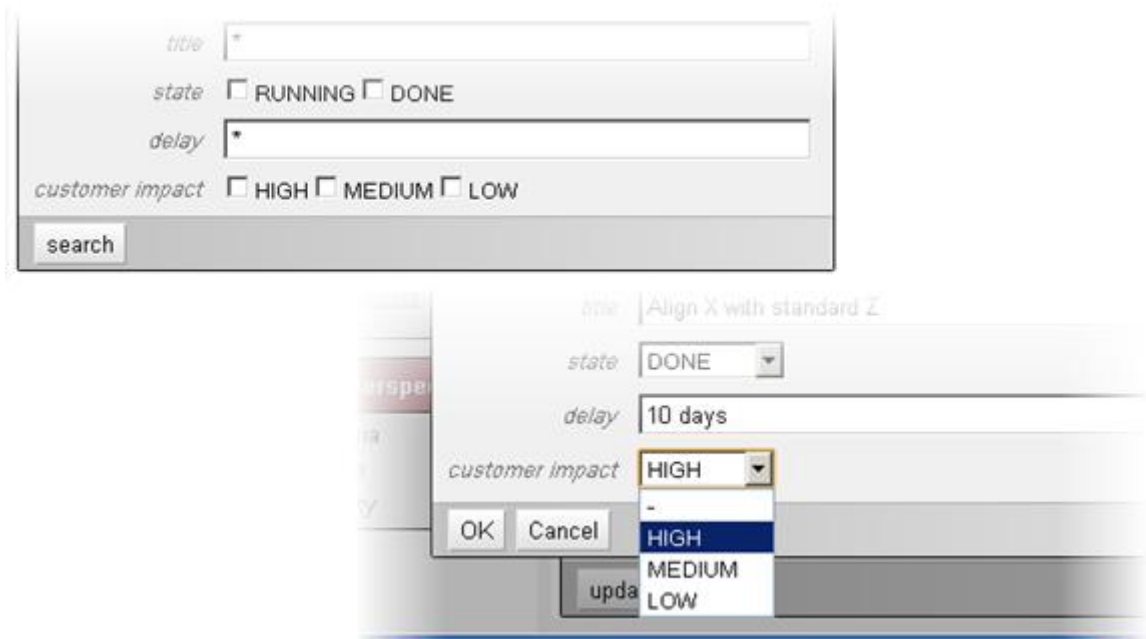 title *
state RUNNING DONE
delay *
customer impact HIGH MEDIUM LOW
search
title Align X with standard Z
state DONE
delay 10 days
customer impact HIGH
-
HIGH
MEDIUM
LOW
OK Cancel